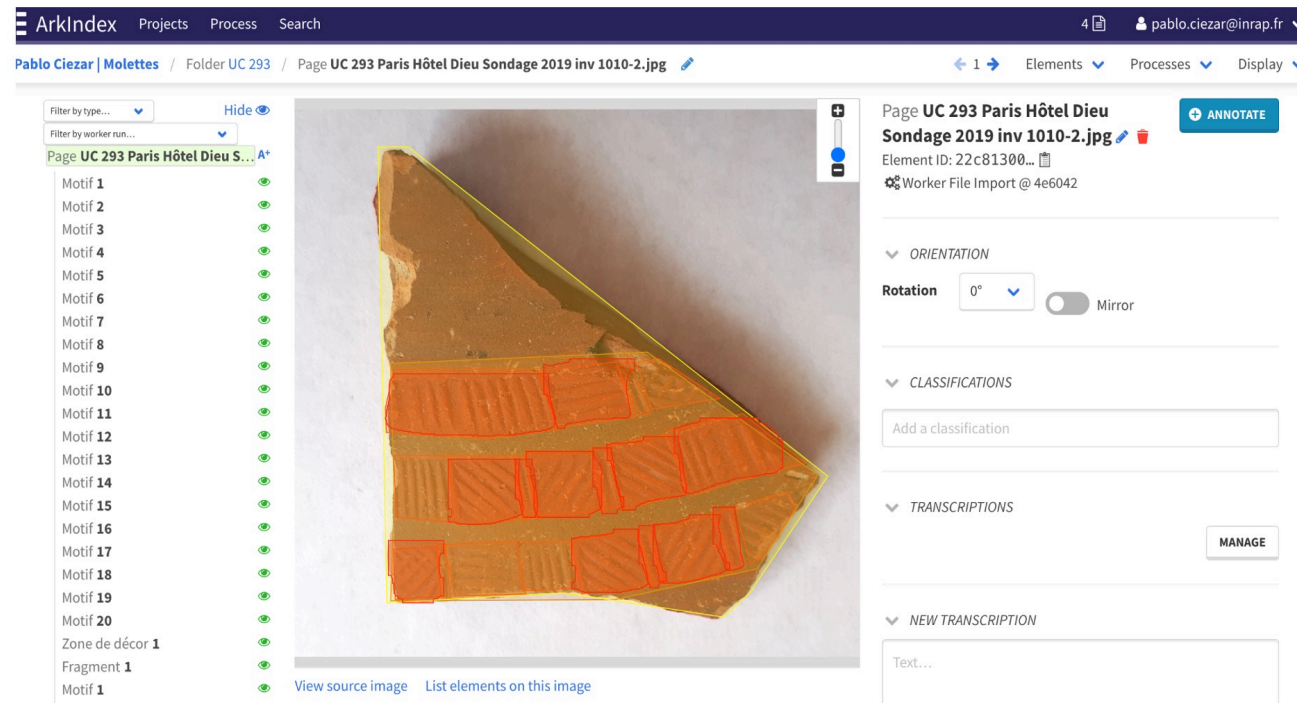 ArkIndex Projects Process Search 4 pablo.ciezar@inrap.fr
Pablo Ciezar | Molettes / Folder UC 293 / Page UC 293 Paris Hôtel Dieu Sondage 2019 inv 1010-2.jpg 1 Elements Processes Display
Filter by type... Hide
Filter by worker run...
Page UC 293 Paris Hôtel Dieu S... A+
Motif 1
Motif 2
Motif 3
Motif 4
Motif 5
Motif 6
Motif 7
Motif 8
Motif 9
Motif 10
Motif 11
Motif 12
Motif 13
Motif 14
Motif 15
Motif 16
Motif 17
Motif 18
Motif 19
Motif 20
Zone de décor 1
Fragment 1
Motif 1
View source image List elements on this image
Page UC 293 Paris Hôtel Dieu
Sondage 2019 inv 1010-2.jpg
ANNOTATE
Element ID: 22c81300...
Worker File Import @ 4e6042
ORIENTATION
Rotation 0° Mirror
CLASSIFICATIONS
Add a classification
TRANSCRIPTIONS
MANAGE
NEW TRANSCRIPTION
Text...